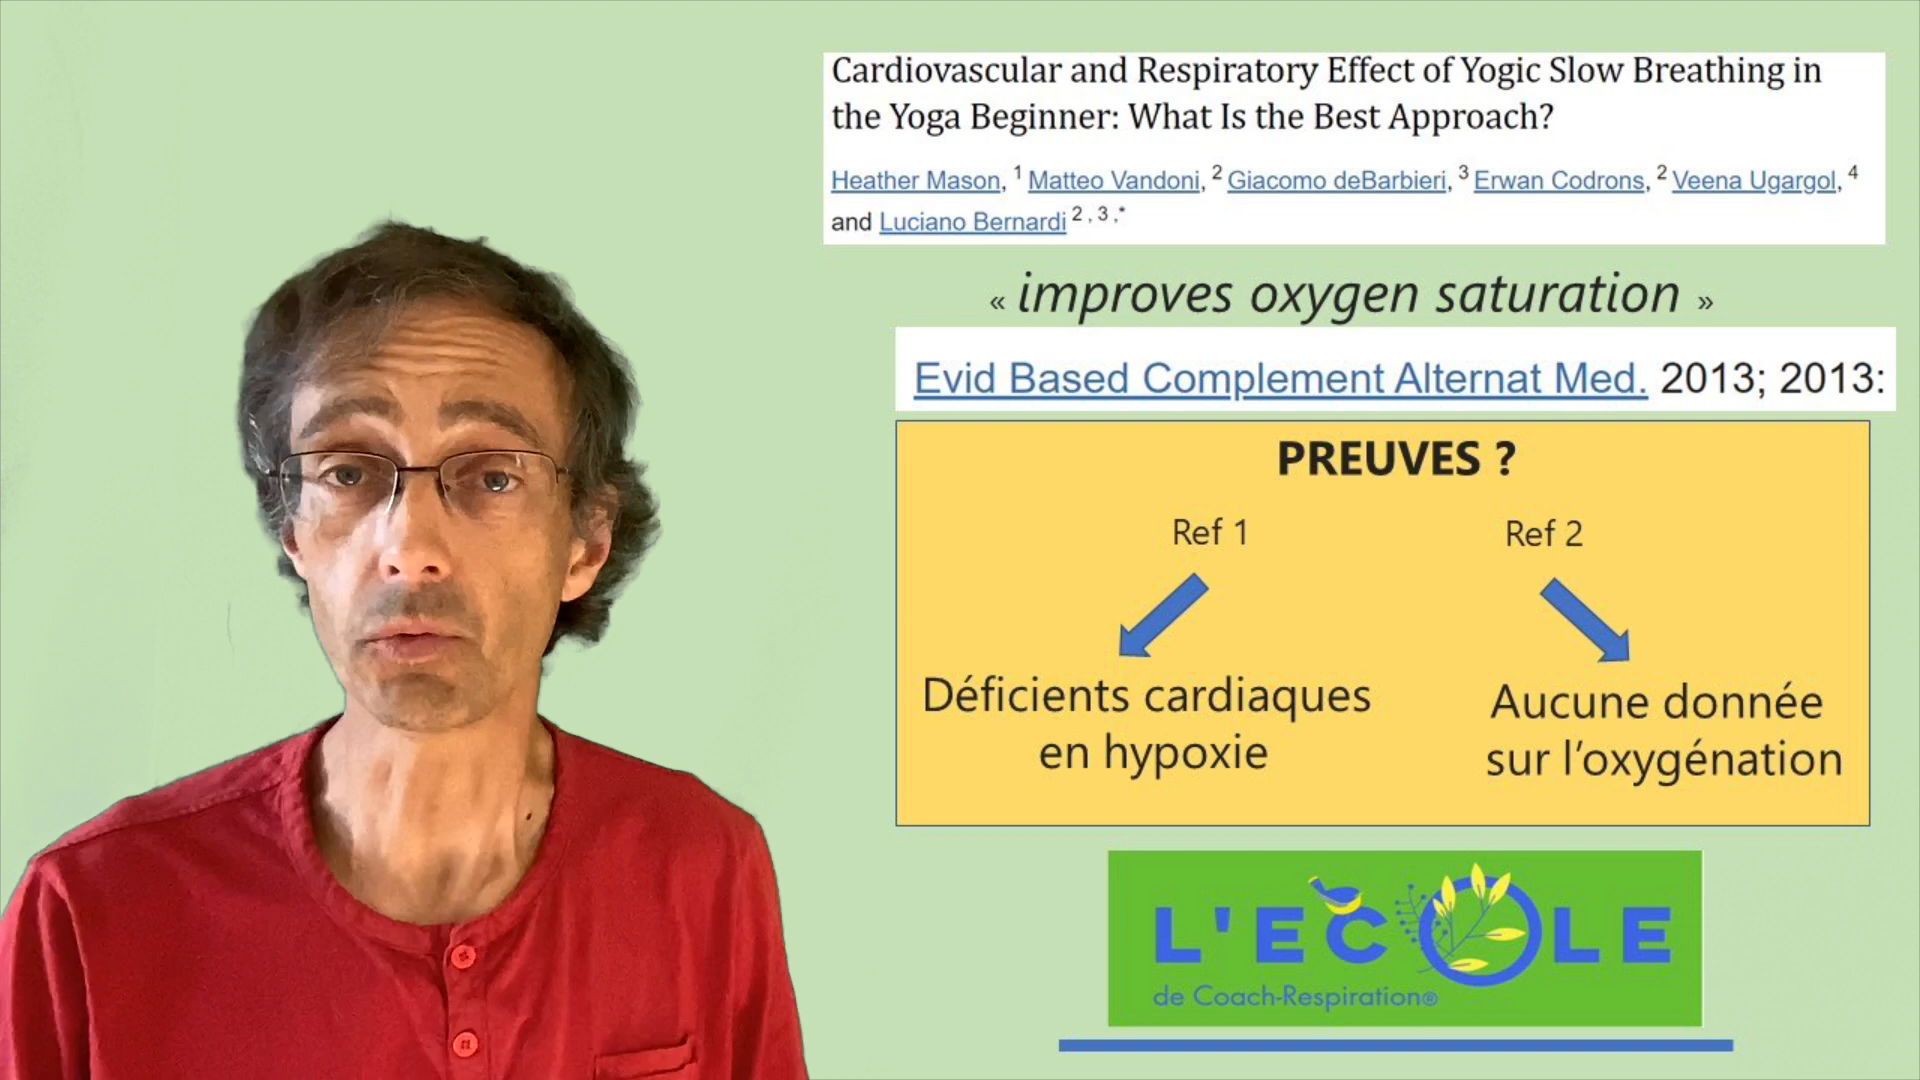 Cardiovascular and Respiratory Effect of Yogic Slow Breathing in
the Yoga Beginner: What Is the Best Approach?
Heather Mason, 1 Matteo Vandoni, 2 Giacomo deBarbieri, 3 Erwan Codrons, 2 Veena Ugargol, 4
and Luciano Bernardi 2 , 3 ,*
« improves oxygen saturation »
Evid Based Complement Alternat Med. 2013; 2013:
PREUVES ?
Ref 1
Ref 2
Déficients cardiaques
en hypoxie
Aucune donnée
sur l'oxygénation
L'ECOLE
de Coach-Respiration®